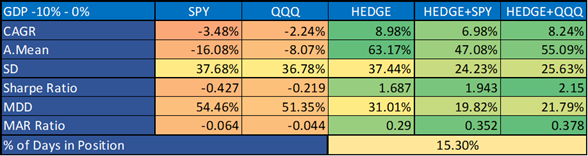 GDP -10% - 0% SPY QQQ HEDGE HEDGE+SPY HEDGE+QQQ
CAGR -3.48% -2.24% 8.98% 6.98% 8.24%
A.Mean -16.08% -8.07% 63.17% 47.08% 55.09%
SD 37.68% 36.78% 37.44% 24.23% 25.63%
Sharpe Ratio -0.427 -0.219 1.687 1.943 2.15
MDD 54.46% 51.35% 31.01% 19.82% 21.79%
MAR Ratio -0.064 -0.044 0.29 0.352 0.378
% of Days in Position 15.30%